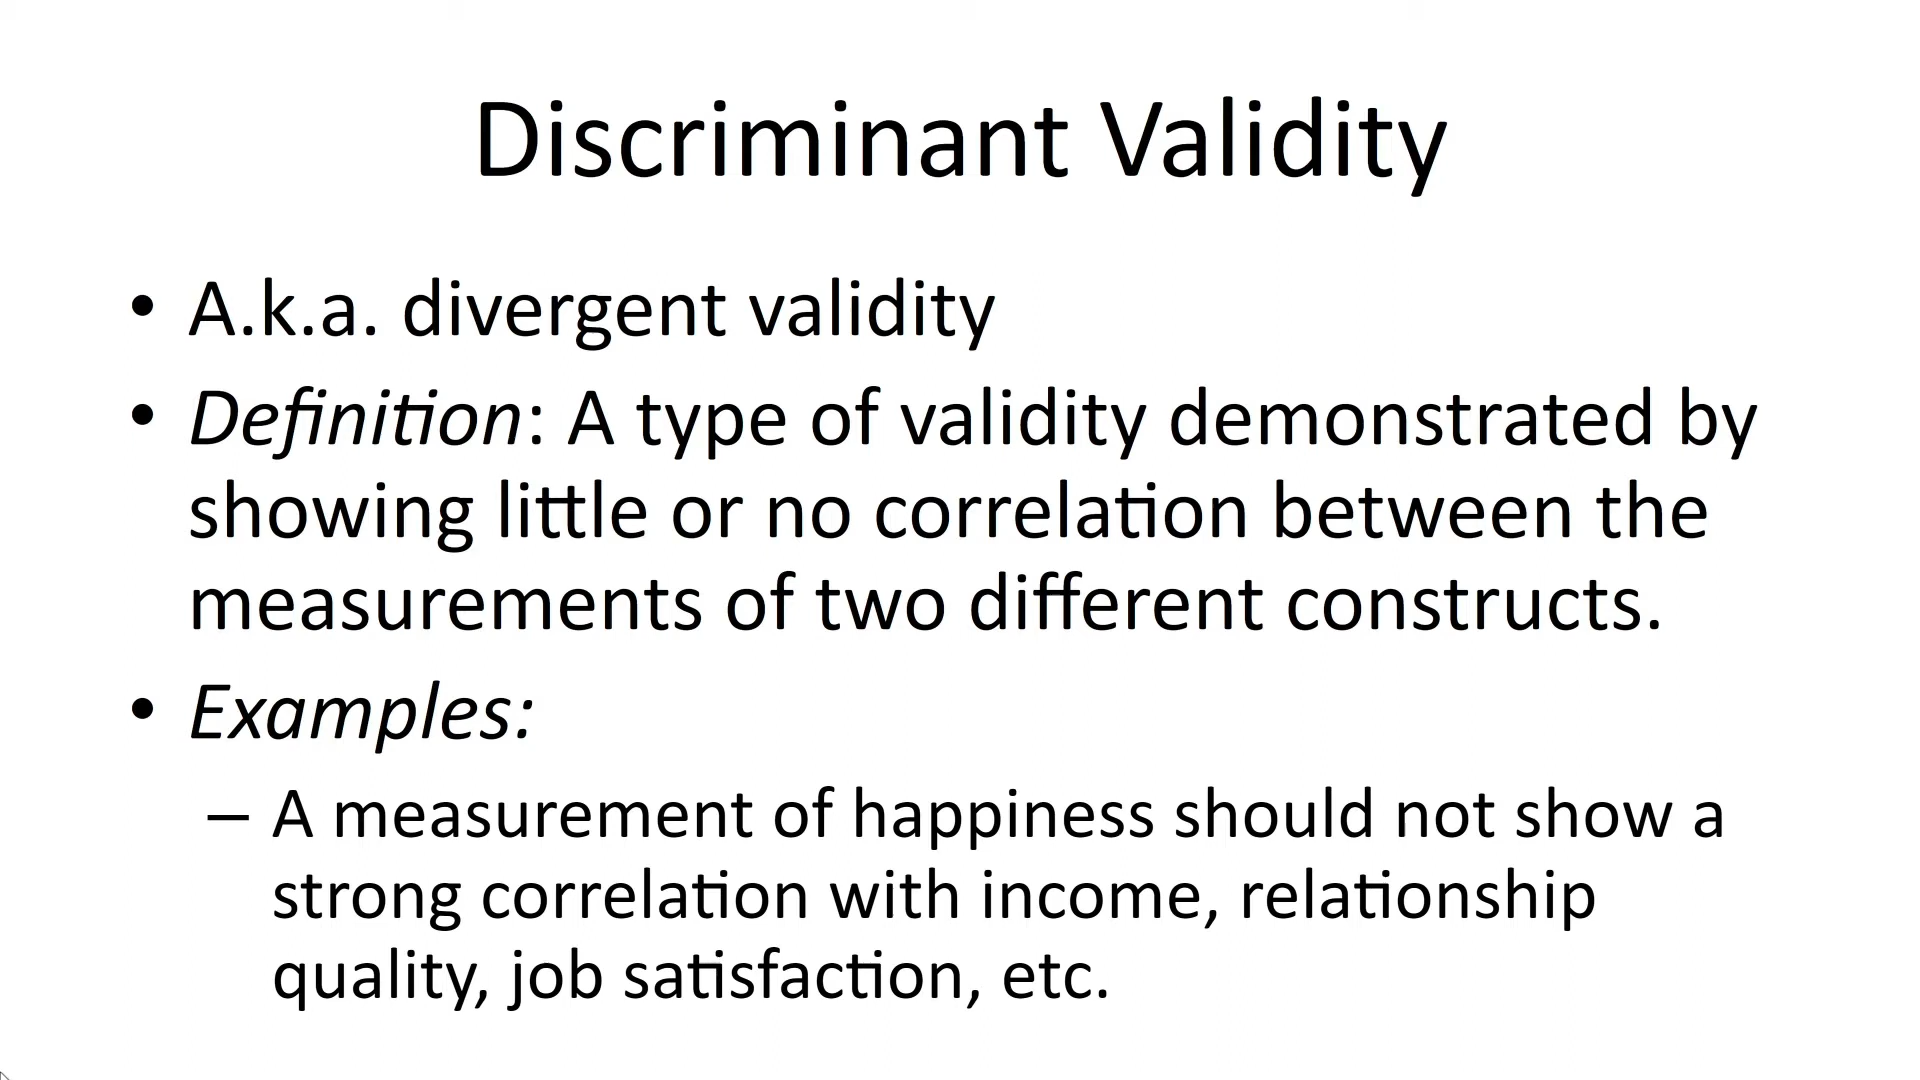 Discriminant Validity
• A.k.a. divergent validity
• Definition: A type of validity demonstrated by
showing little or no correlation between the
measurements of two different constructs.
• Examples:
– A measurement of happiness should not show a
strong correlation with income, relationship
quality, job satisfaction, etc.